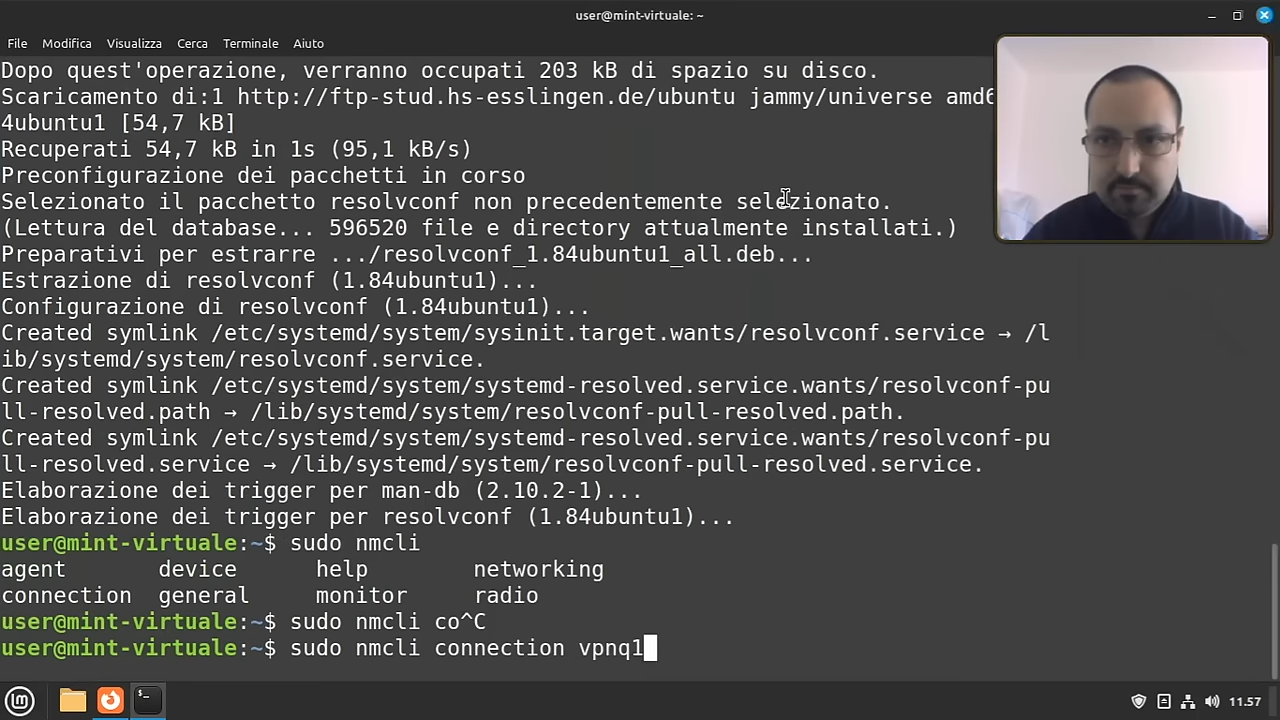 user@mint-virtuale: ~
File Modifica Visualizza Cerca Terminale Aiuto
Dopo quest'operazione, verranno occupati 203 kB di spazio su disco.
Scaricamento di:1 http://ftp-stud.hs-esslingen.de/ubuntu jammy/universe amd6
4ubuntu1 [54,7 kB]
Recuperati 54,7 kB in 1s (95,1 kB/s)
Preconfigurazione dei pacchetti in corso
Selezionato il pacchetto resolvconf non precedentemente selezionato.
(Lettura del database... 596520 file e directory attualmente installati.)
Preparativi per estrarre .../resolvconf_1.84ubuntu1_all.deb...
Estrazione di resolvconf (1.84ubuntu1)...
Configurazione di resolvconf (1.84ubuntu1)...
Created symlink /etc/systemd/system/sysinit.target.wants/resolvconf.service → /l
ib/systemd/system/resolvconf.service.
Created symlink /etc/systemd/system/systemd-resolved.service.wants/resolvconf-pu
ll-resolved.path → /lib/systemd/system/resolvconf-pull-resolved.path.
Created symlink /etc/systemd/system/systemd-resolved.service.wants/resolvconf-pu
ll-resolved.service → /lib/systemd/system/resolvconf-pull-resolved.service.
Elaborazione dei trigger per man-db (2.10.2-1)...
Elaborazione dei trigger per resolvconf (1.84ubuntu1)...
user@mint-virtuale:~$ sudo nmcli
agent device help networking
connection general monitor radio
user@mint-virtuale:~$ sudo nmcli co^C
user@mint-virtuale:~$ sudo nmcli connection vpnq1
11.57